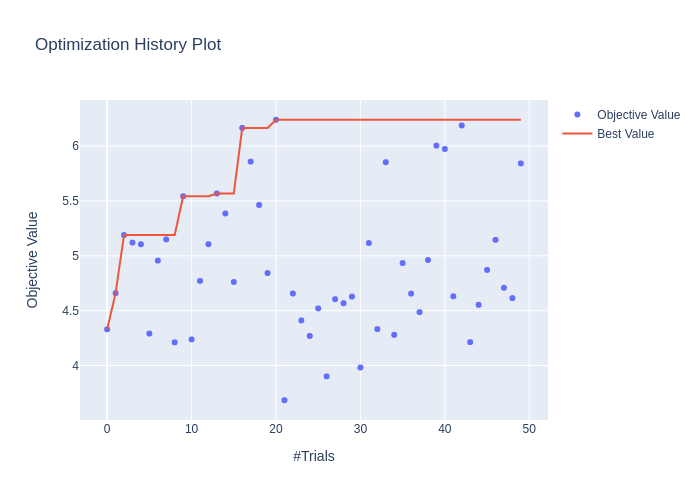 Optimization History Plot
Objective Value
Best Value
6
5.5
5
4.5
4
Objective Value
0 10 20 30 40 50
#Trials